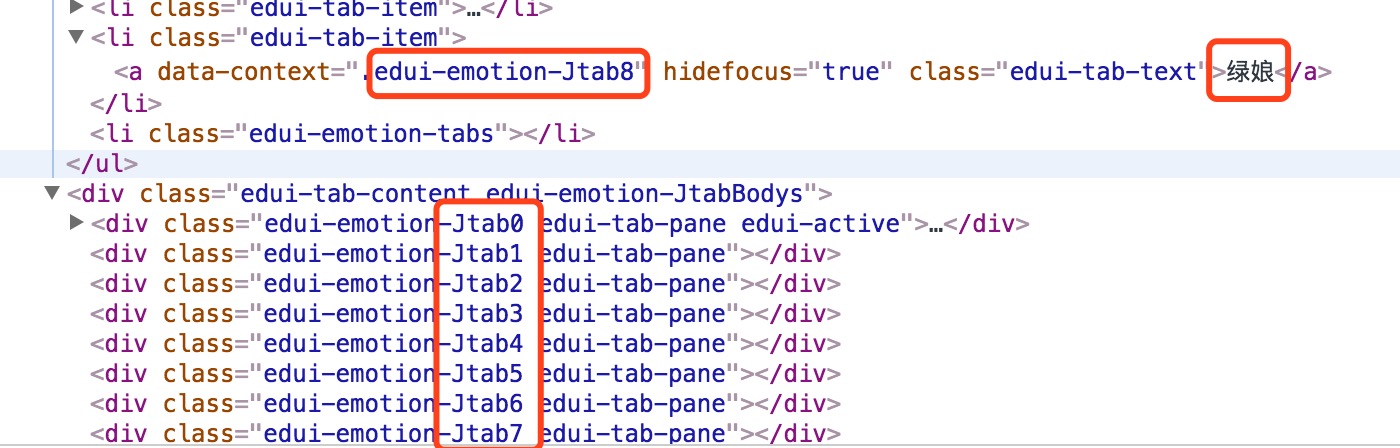 ▶<li class="edui-tab-item">…</li>
▼<li class="edui-tab-item">
<a data-context=".edui-emotion-Jtab8" hidefocus="true" class="edui-tab-text">绿娘</a>
</li>
<li class="edui-emotion-tabs"></li>
</ul>
▼<div class="edui-tab-content edui-emotion-JtabBodys">
▶<div class="edui-emotion-Jtab0 edui-tab-pane edui-active">…</div>
<div class="edui-emotion-Jtab1 edui-tab-pane"></div>
<div class="edui-emotion-Jtab2 edui-tab-pane"></div>
<div class="edui-emotion-Jtab3 edui-tab-pane"></div>
<div class="edui-emotion-Jtab4 edui-tab-pane"></div>
<div class="edui-emotion-Jtab5 edui-tab-pane"></div>
<div class="edui-emotion-Jtab6 edui-tab-pane"></div>
<div class="edui-emotion-Jtab7 edui-tab-pane"></div>